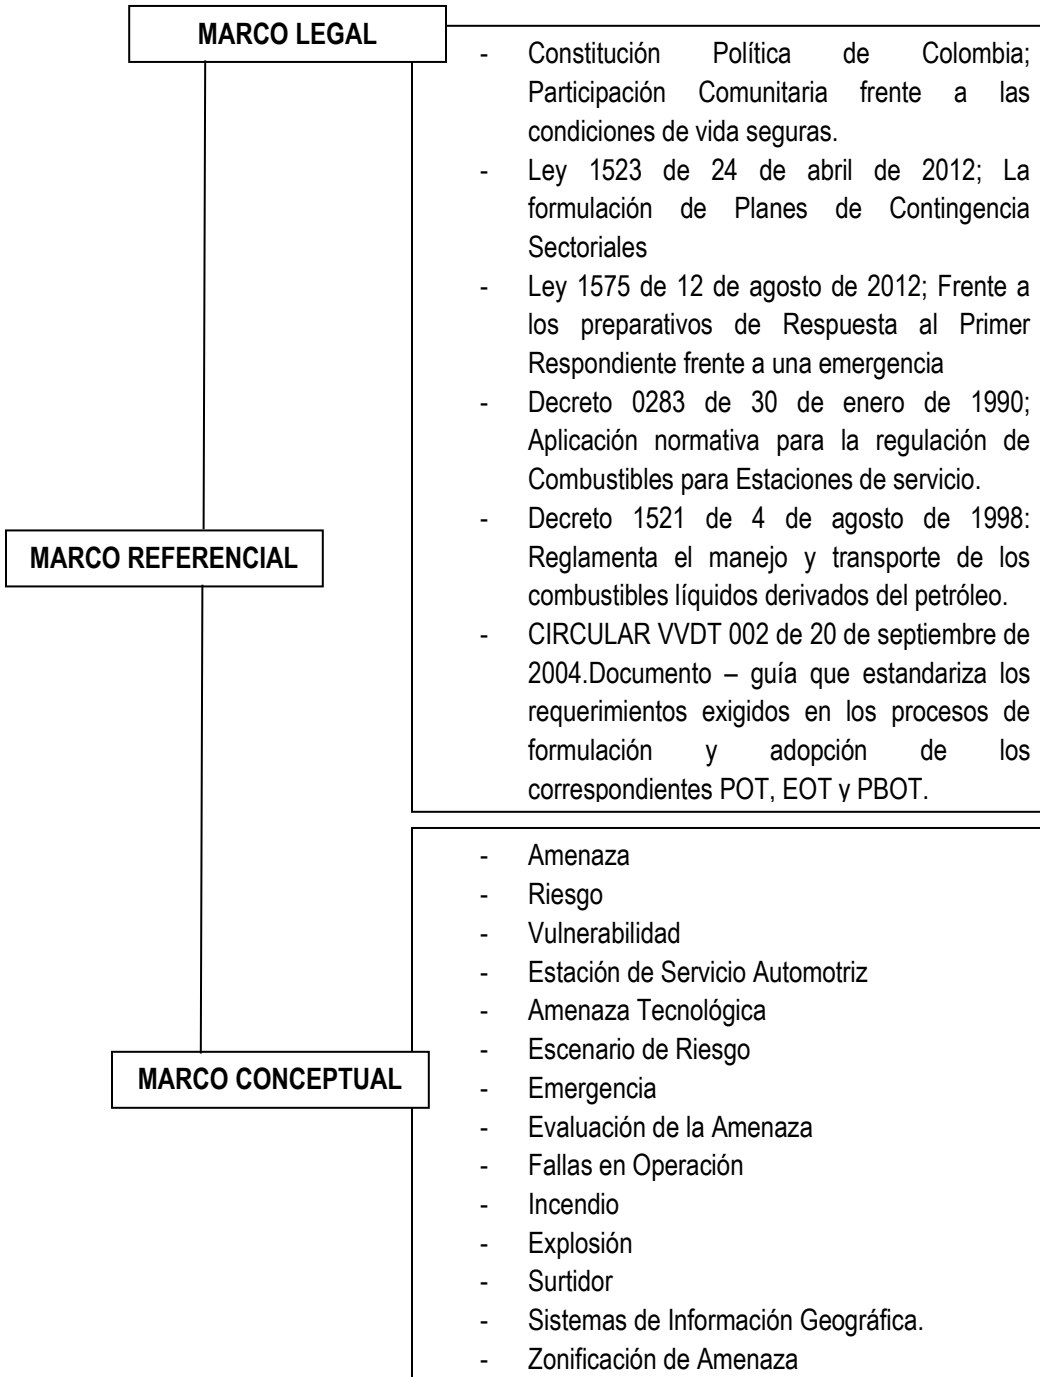 MARCO LEGAL
- Constitución Política de Colombia;
Participación Comunitaria frente a las
condiciones de vida seguras.
- Ley 1523 de 24 de abril de 2012; La
formulación de Planes de Contingencia
Sectoriales
- Ley 1575 de 12 de agosto de 2012; Frente a
los preparativos de Respuesta al Primer
Respondiente frente a una emergencia
- Decreto 0283 de 30 de enero de 1990;
Aplicación normativa para la regulación de
Combustibles para Estaciones de servicio.
- Decreto 1521 de 4 de agosto de 1998:
Reglamenta el manejo y transporte de los
combustibles líquidos derivados del petróleo.
- CIRCULAR VVDT 002 de 20 de septiembre de
2004.Documento – guía que estandariza los
requerimientos exigidos en los procesos de
formulación y adopción de los
correspondientes POT, EOT y PBOT.
MARCO REFERENCIAL
MARCO CONCEPTUAL
- Amenaza
- Riesgo
- Vulnerabilidad
- Estación de Servicio Automotriz
- Amenaza Tecnológica
- Escenario de Riesgo
- Emergencia
- Evaluación de la Amenaza
- Fallas en Operación
- Incendio
- Explosión
- Surtidor
- Sistemas de Información Geográfica.
- Zonificación de Amenaza